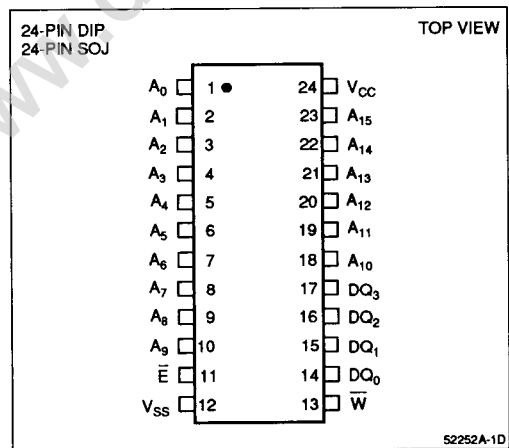 24-PIN DIP
24-PIN SOJ
TOP VIEW
A0 1 24 VCC
A1 2 23 A15
A2 3 22 A14
A3 4 21 A13
A4 5 20 A12
A5 6 19 A11
A6 7 18 A10
A7 8 17 DQ3
A8 9 16 DQ2
A9 10 15 DQ1
E̅ 11 14 DQ0
VSS 12 13 W̅
52252A-1D